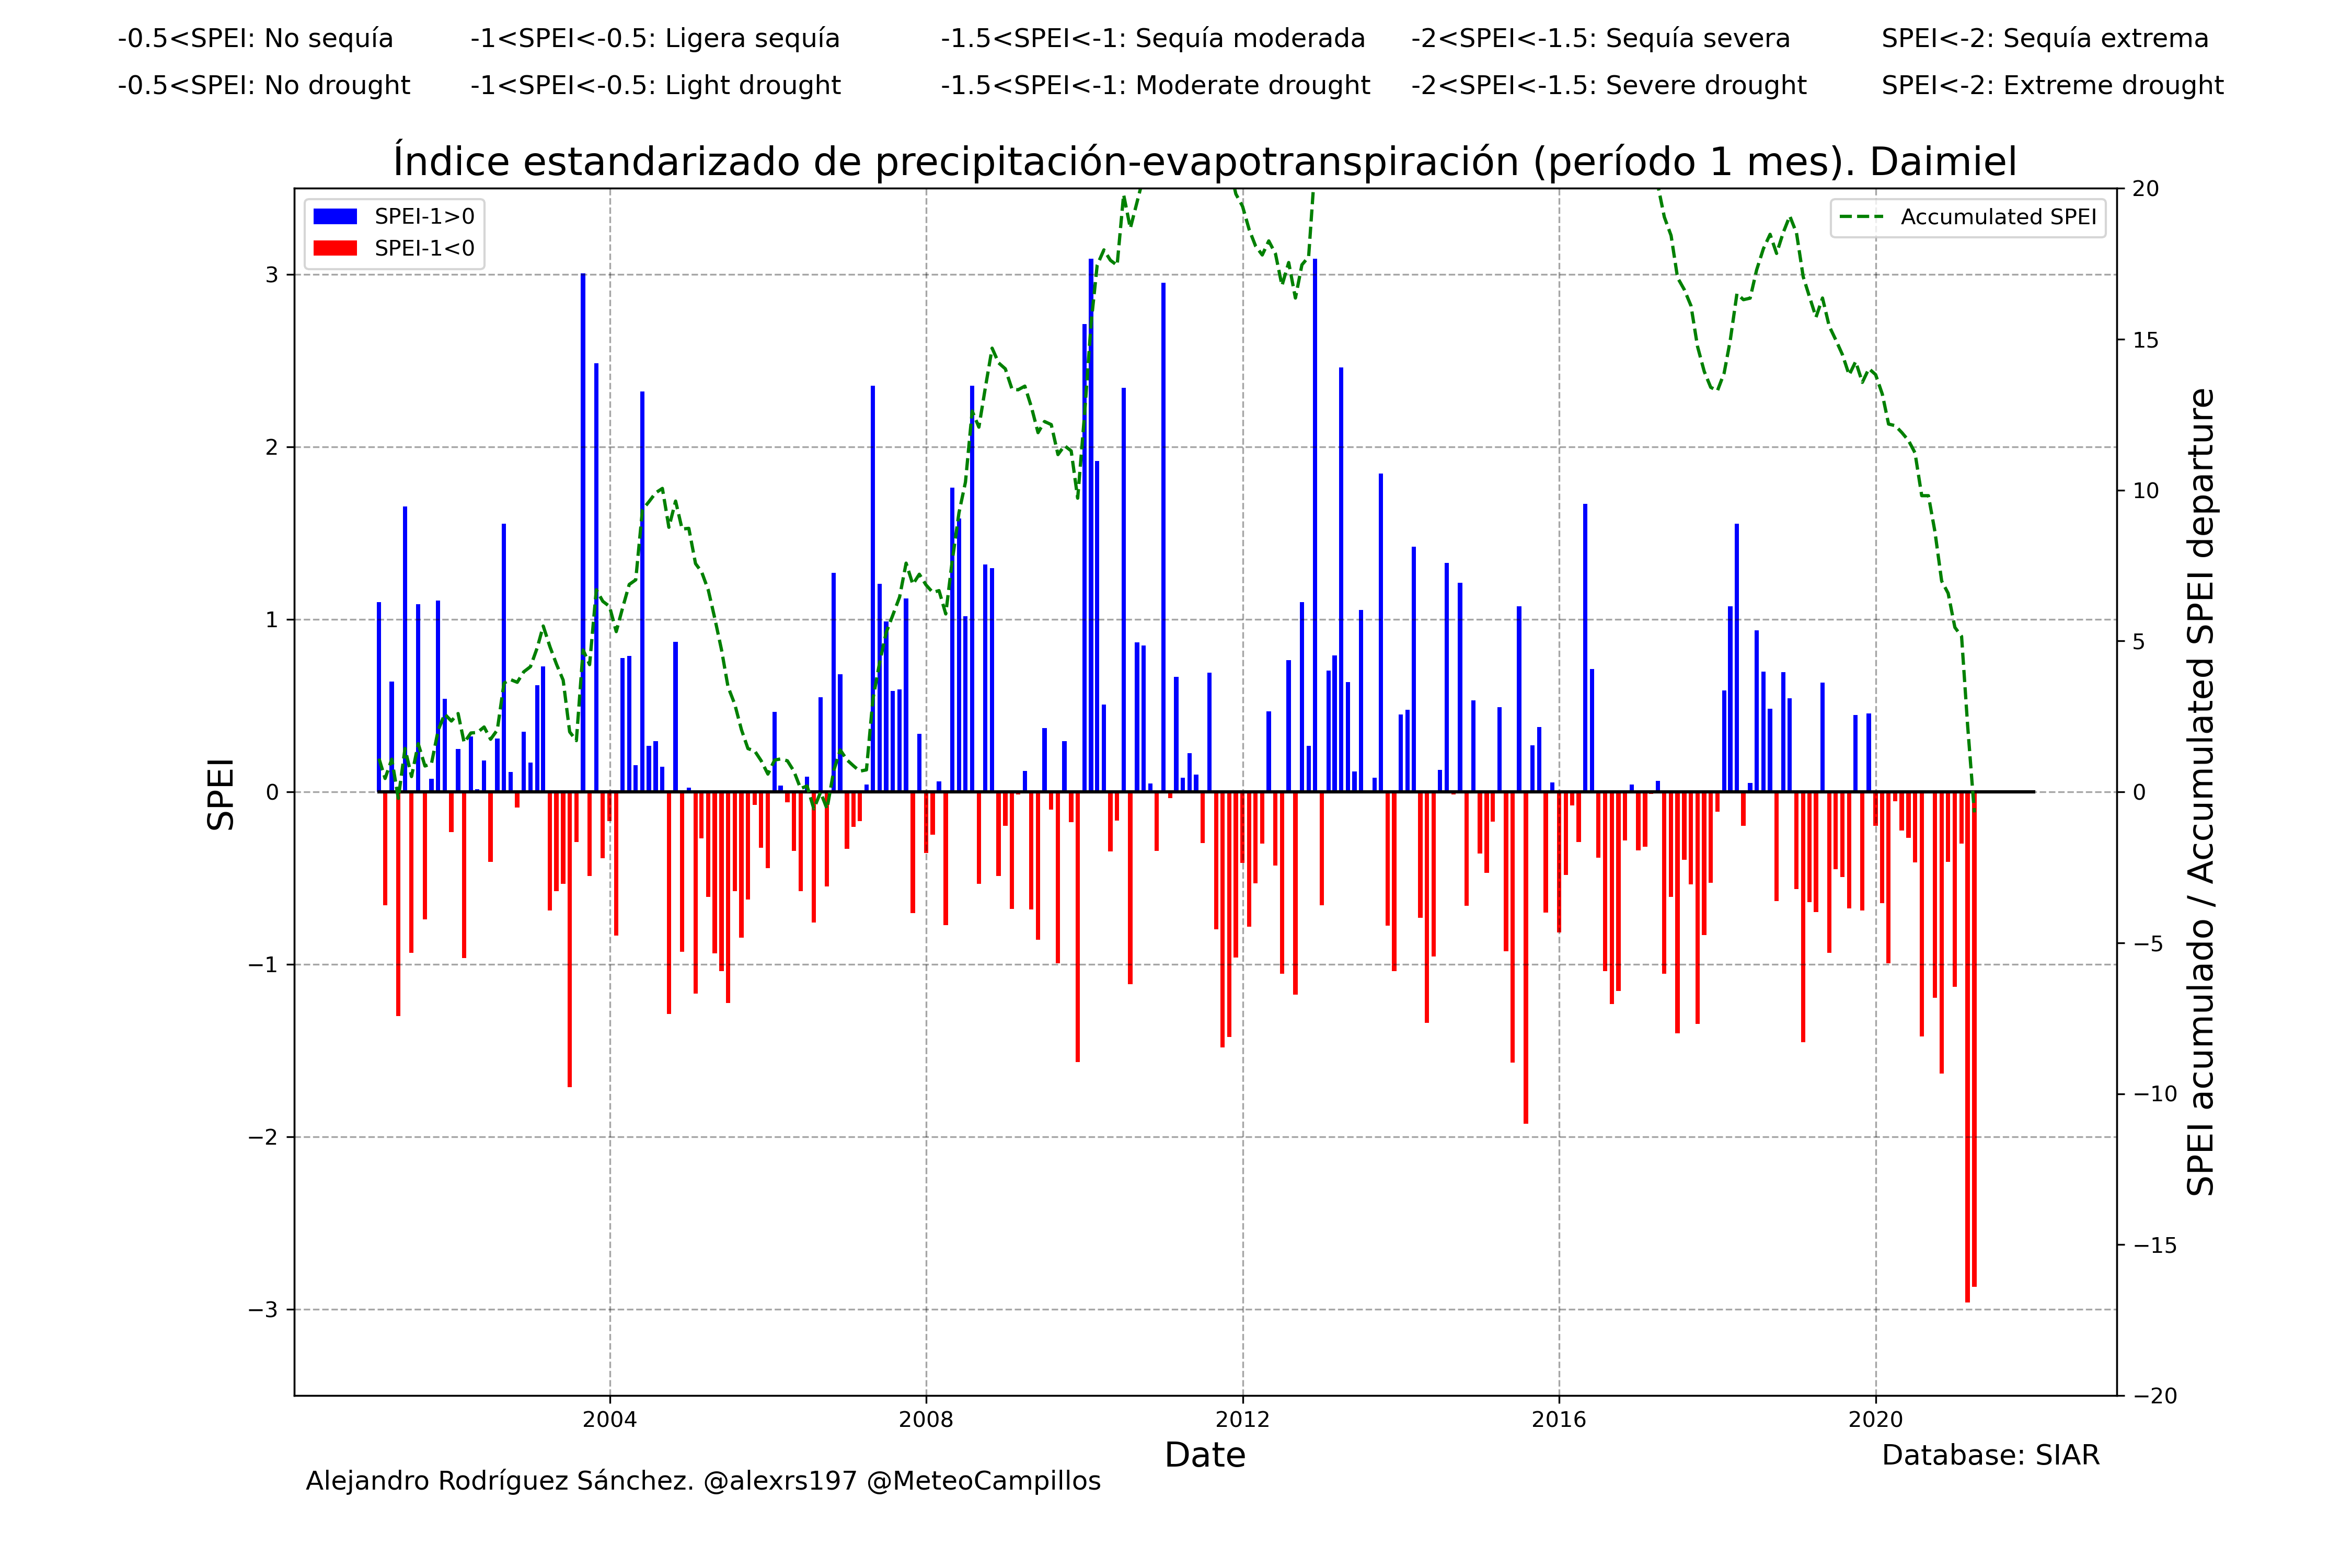 -0.5<SPEI: No sequía -1<SPEI<-0.5: Ligera sequía -1.5<SPEI<-1: Sequía moderada -2<SPEI<-1.5: Sequía severa SPEI<-2: Sequía extrema
-0.5<SPEI: No drought -1<SPEI<-0.5: Light drought -1.5<SPEI<-1: Moderate drought -2<SPEI<-1.5: Severe drought SPEI<-2: Extreme drought
Índice estandarizado de precipitación-evapotranspiración (período 1 mes). Daimiel
SPEI-1>0
SPEI-1<0
Accumulated SPEI
SPEI
3
2
1
0
−1
−2
−3
20
15
10
5
0
−5
−10
−15
−20
SPEI acumulado / Accumulated SPEI departure
2004 2008 2012 2016 2020
Date
Database: SIAR
Alejandro Rodríguez Sánchez. @alexrs197 @MeteoCampillos